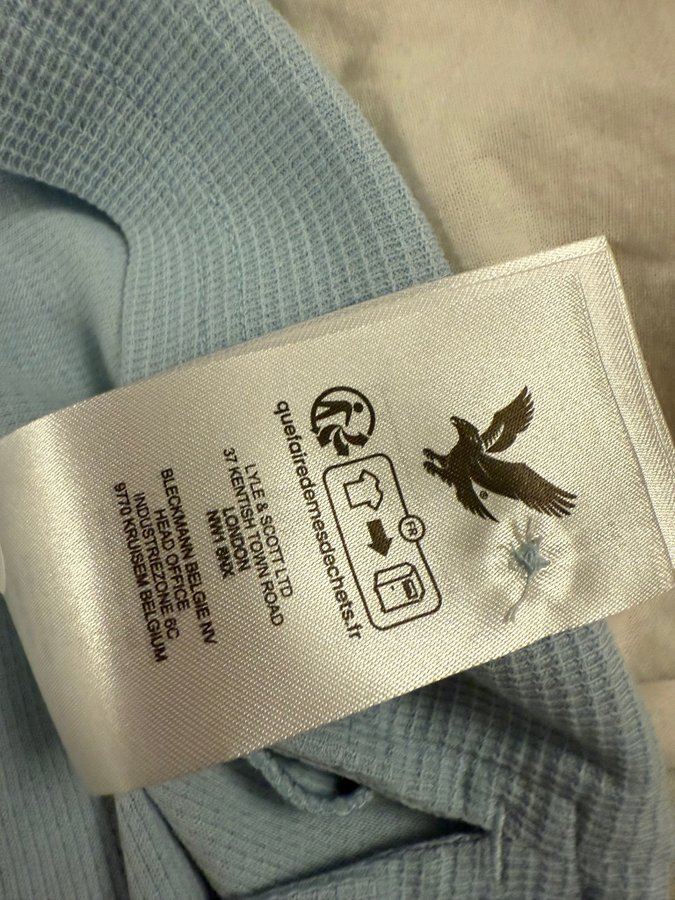 ®
FR
quefairedemesdechets.fr
LYLE & SCOTT LTD
37 KENTISH TOWN ROAD
LONDON
NW1 8NX
BLECKMANN BELGIE NV
HEAD OFFICE
INDUSTRIEZONE 6C
9770 KRUISEM BELGIUM